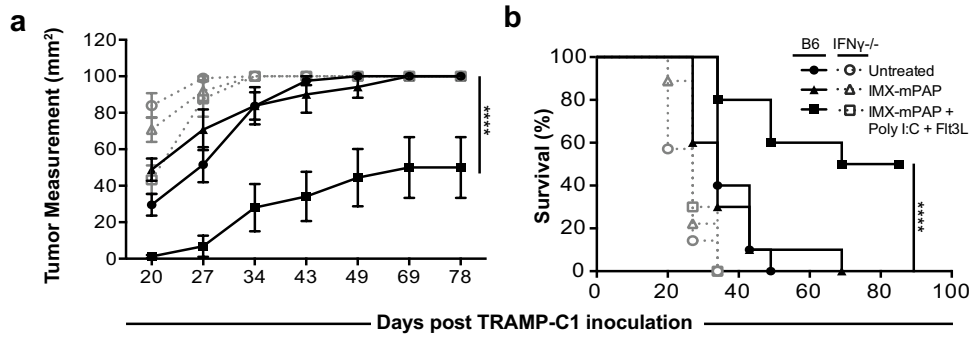 a
Tumor Measurement (mm²)
120
100
80
60
40
20
0
20 27 34 43 49 69 78
****
b
Survival (%)
100
80
60
40
20
0
0 20 40 60 80 100
B6 IFNγ-/-
Untreated
IMX-mPAP
IMX-mPAP +
Poly I:C + Flt3L
****
Days post TRAMP-C1 inoculation